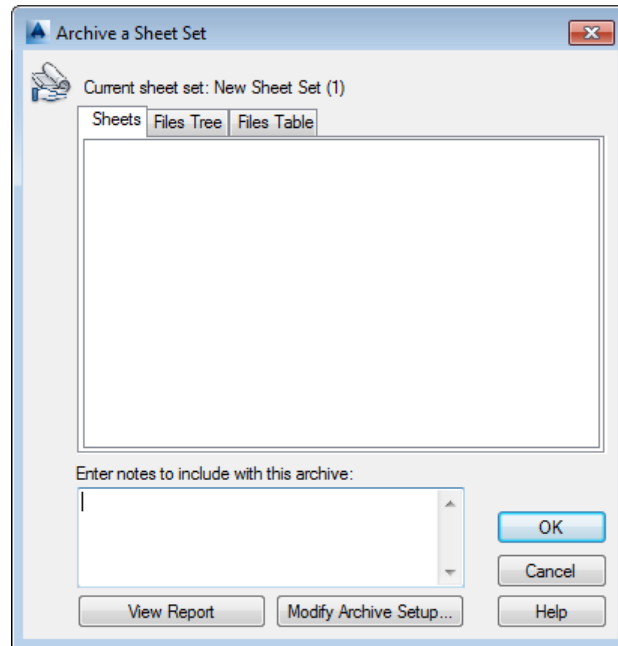 Archive a Sheet Set
Current sheet set: New Sheet Set (1)
Sheets Files Tree Files Table
Enter notes to include with this archive:
OK
Cancel
View Report Modify Archive Setup... Help